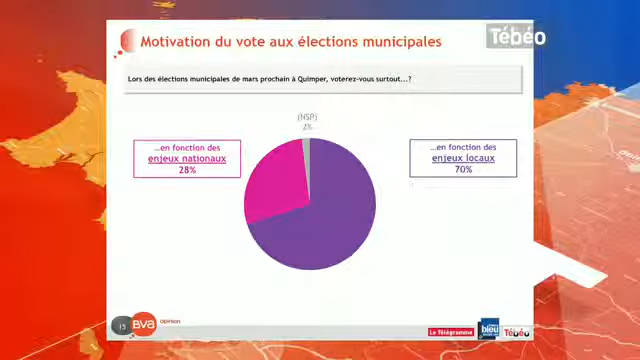 Motivation du vote aux élections municipales
Tébéo
Lors des élections municipales de mars prochain à Quimper, voterez-vous surtout...?
(NSP)
2%
...en fonction des
enjeux nationaux
28%
...en fonction des
enjeux locaux
70%
15
BVA
opinion
Le Télégramme
bleu
Tébéo